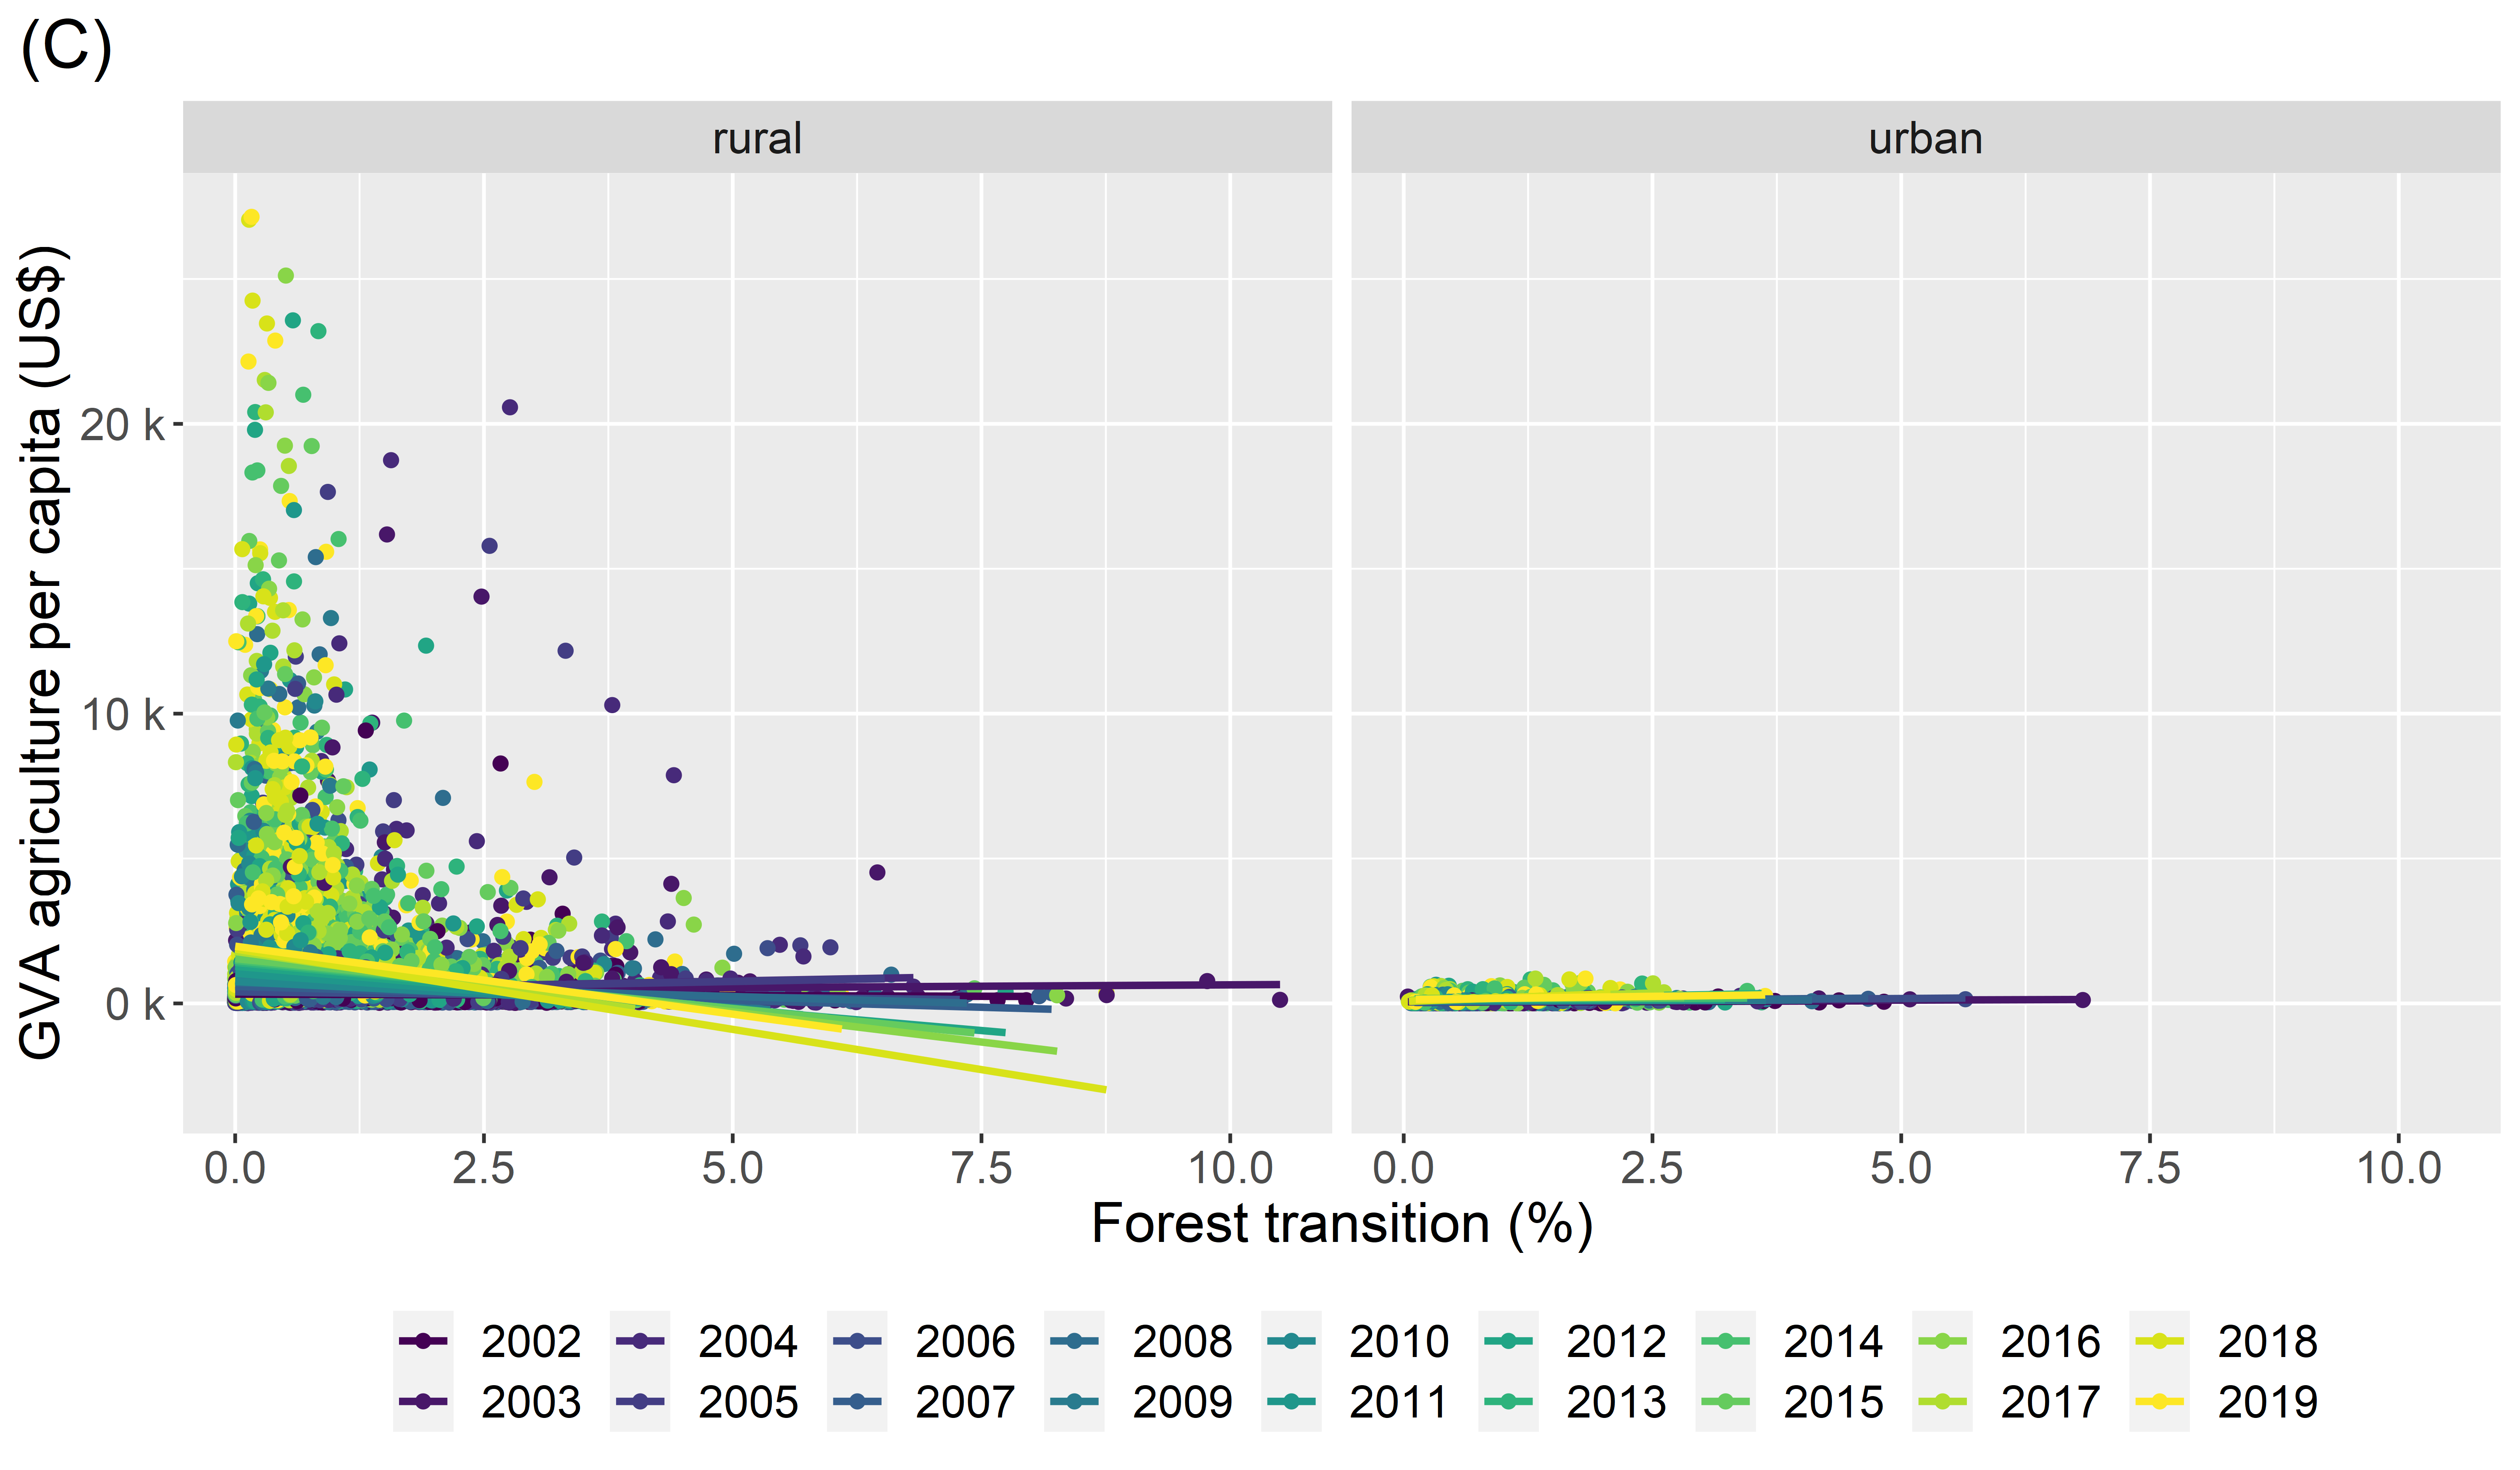 (C)
rural urban
GVA agriculture per capita (US$)
20 k
10 k
0 k
0.0 2.5 5.0 7.5 10.0 0.0 2.5 5.0 7.5 10.0
Forest transition (%)
2002 2004 2006 2008 2010 2012 2014 2016 2018
2003 2005 2007 2009 2011 2013 2015 2017 2019